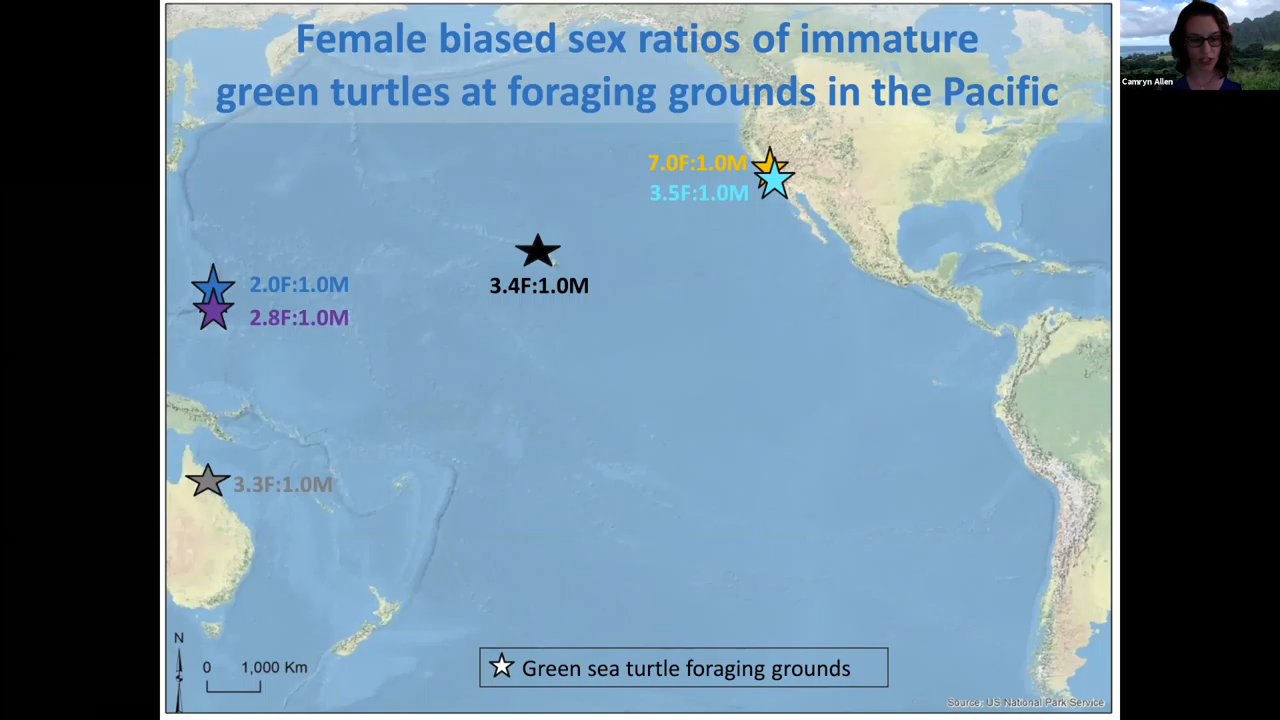 Female biased sex ratios of immature
green turtles at foraging grounds in the Pacific
Camryn Allen
7.0F:1.0M
3.5F:1.0M
2.0F:1.0M
3.4F:1.0M
2.8F:1.0M
3.3F:1.0M
N
0 1,000 Km
Green sea turtle foraging grounds
Source: US National Park Service